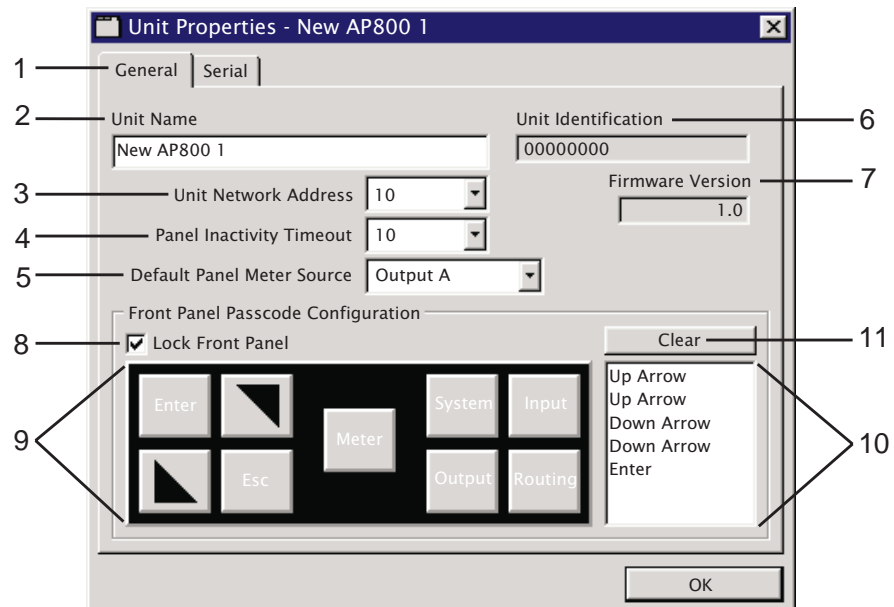 Unit Properties - New AP800 1
1
General
Serial
2
Unit Name
Unit Identification
6
New AP800 1
00000000
3
Unit Network Address
10
Firmware Version
7
1.0
4
Panel Inactivity Timeout
10
5
Default Panel Meter Source
Output A
Front Panel Passcode Configuration
8
Lock Front Panel
Clear
11
Enter
System
Input
Meter
Esc
Output
Routing
9
Up Arrow
Up Arrow
Down Arrow
Down Arrow
Enter
10
OK